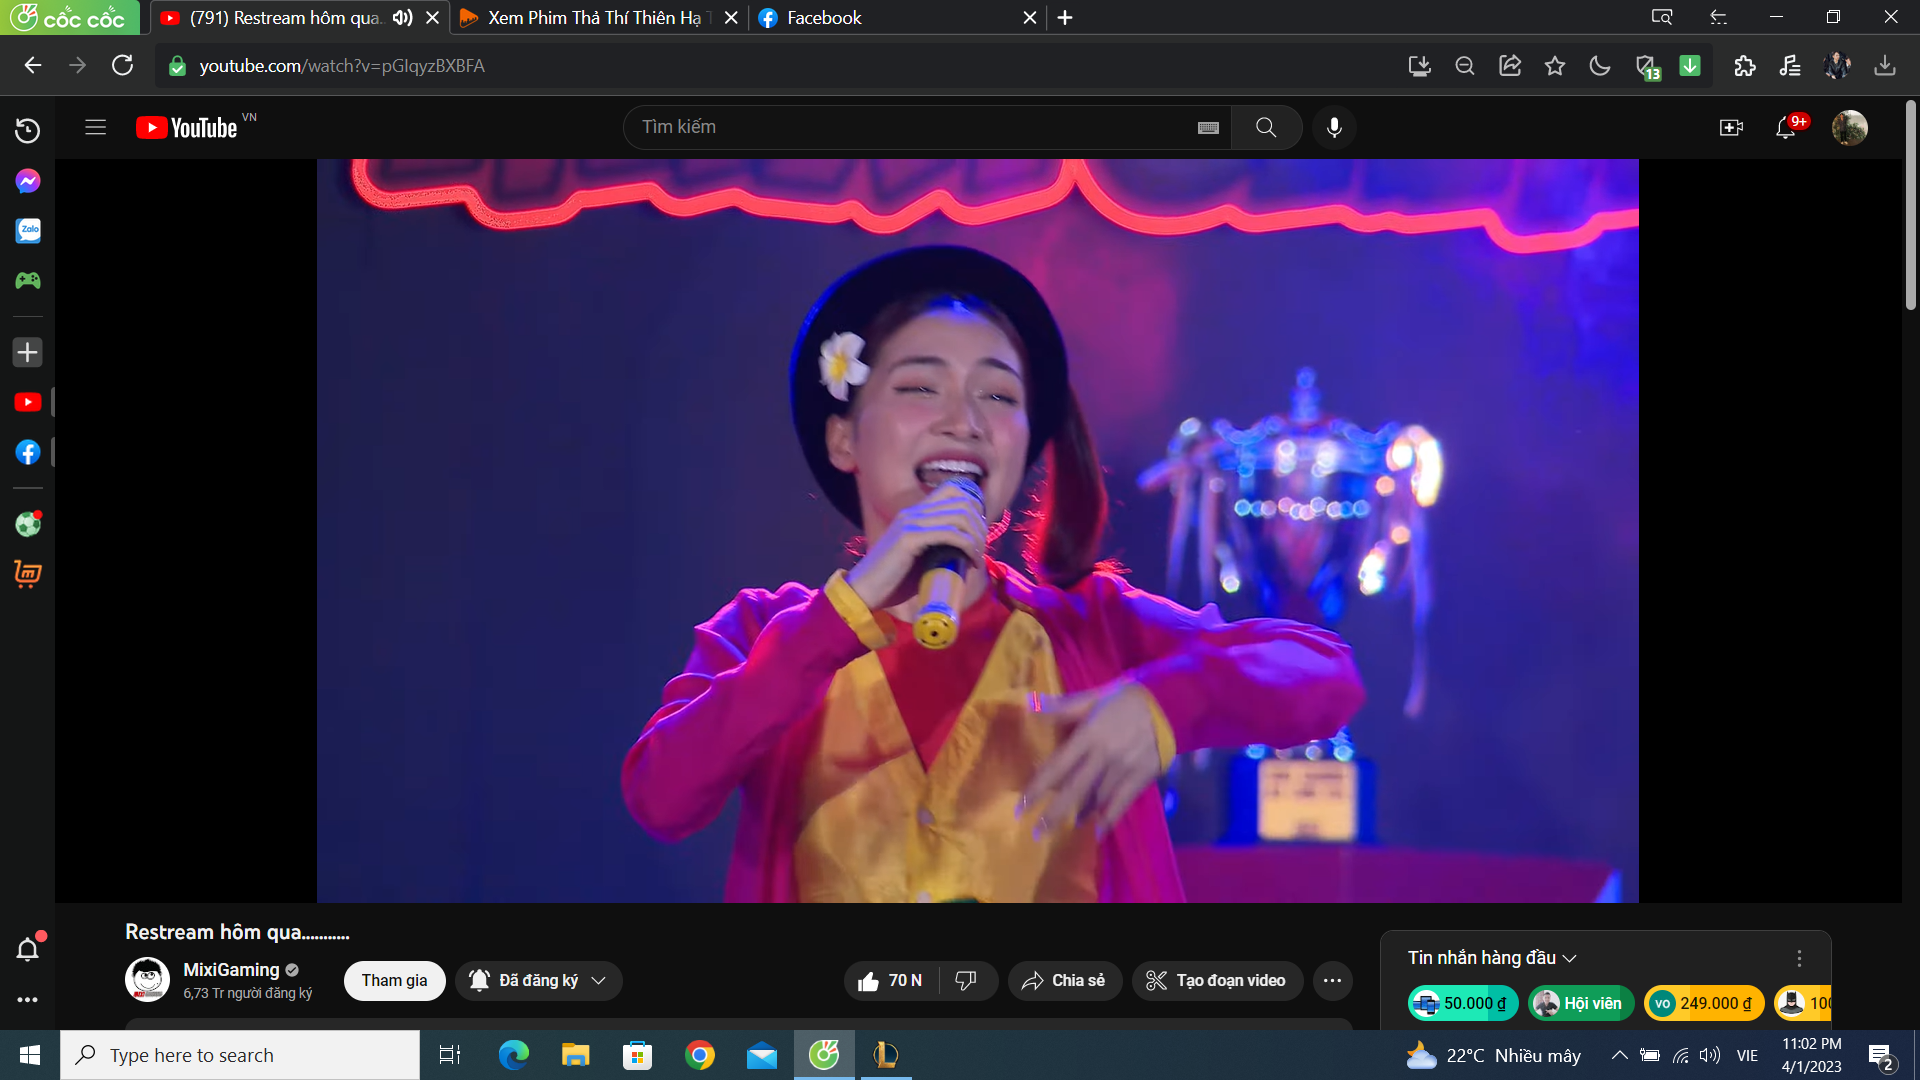 cốc cốc
(791) Restream hôm qua..
Xem Phim Thả Thí Thiên Hạ T
Facebook
youtube.com/watch?v=pGlqyzBXBFA
13
YouTube VN
Tìm kiếm
9+
Zalo
Restream hôm qua...........
MixiGaming
6,73 Tr người đăng ký
Tham gia
Đã đăng ký
70 N
Chia sẻ
Tạo đoạn video
Tin nhắn hàng đầu
50.000 ₫
Hội viên
VO 249.000 ₫
100
Type here to search
22°C Nhiều mây
VIE
11:02 PM
4/1/2023
2